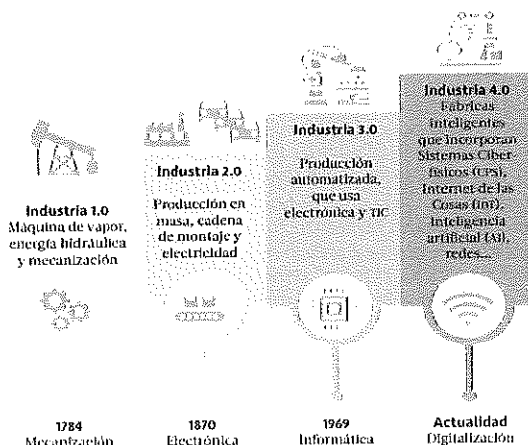 Industria 1.0
Máquina de vapor,
energía hidráulica
y mecanización
1784
Mecanización
Industria 2.0
Producción en
masa, cadena
de montaje y
electricidad
1870
Electrónica
Industria 3.0
Producción
automatizada,
que usa
electrónica y TIC
1969
Informática
Industria 4.0
Fábricas
inteligentes
que incorporan
Sistemas Ciber
físicos (CPS),
Internet de las
Cosas (IoT),
Inteligencia
artificial (AI),
redes...
Actualidad
Digitalización